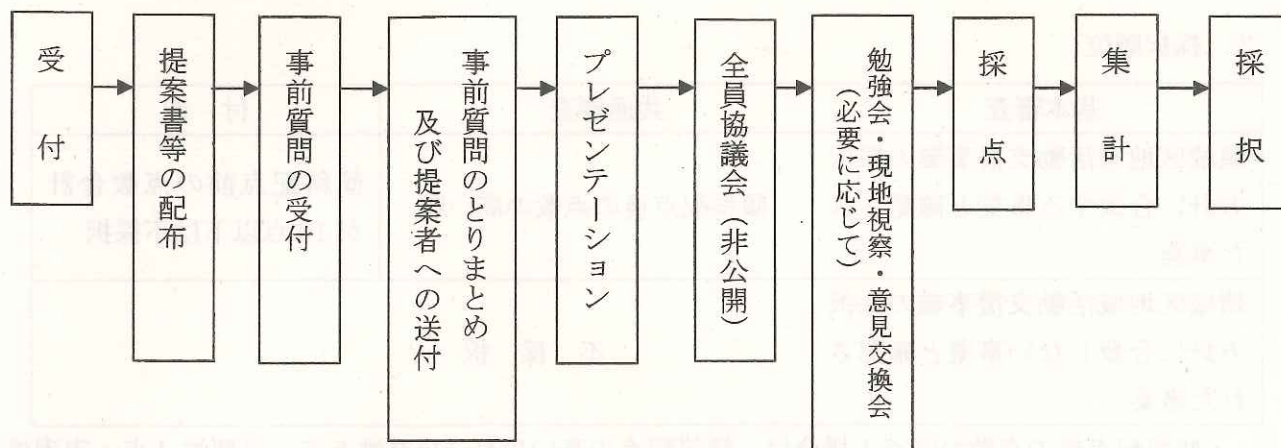 受付
提案書等の配布
事前質問の受付
事前質問のとりまとめ
及び提案者への送付
プレゼンテーション
全員協議会（非公開）
勉強会・現地視察・意見交換会
（必要に応じて）
採点
集計
採択